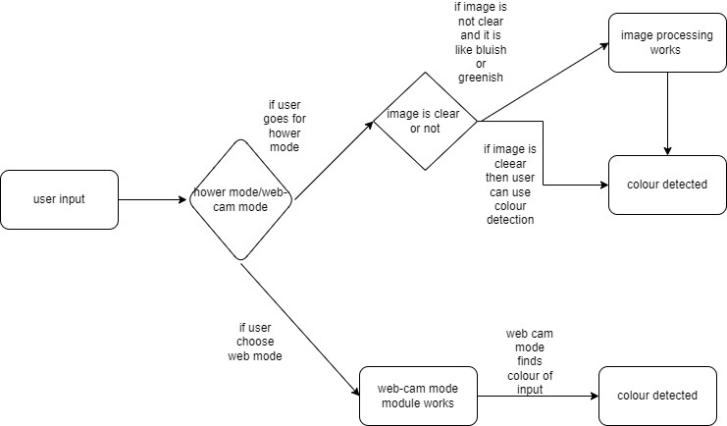 if image is
not clear
and it is
like bluish
or
greenish
image processing
works
if user
goes for
hower
mode
image is clear
or not
if image is
cleear
then user
can use
colour
detection
colour detected
user input
hower mode/web-
cam mode
if user
choose
web mode
web cam
mode
finds
colour of
input
web-cam mode
module works
colour detected